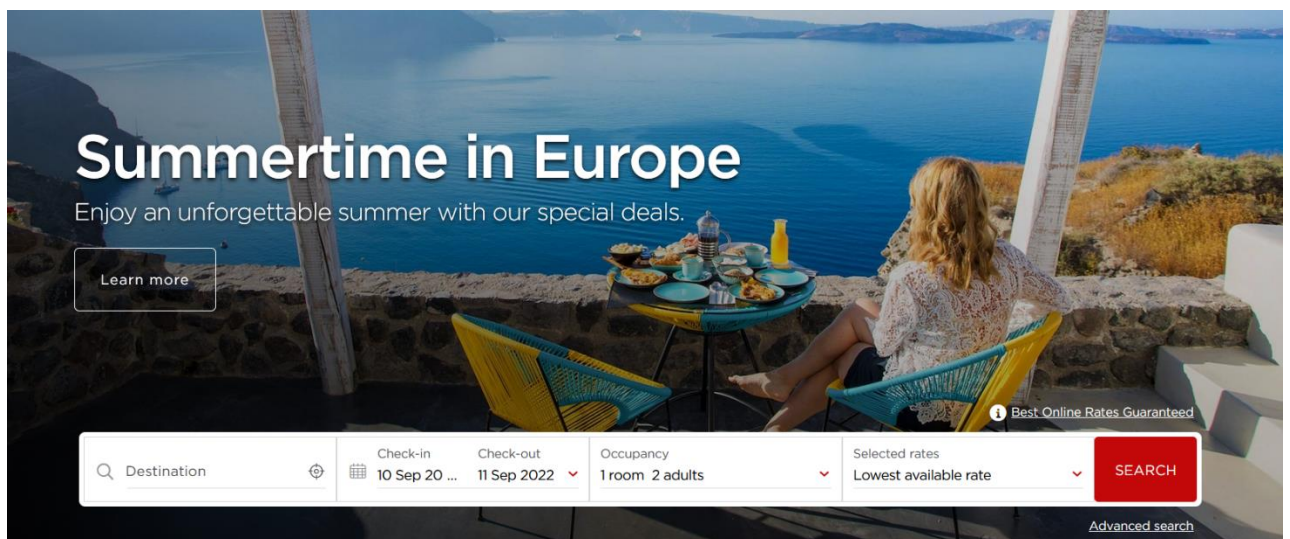 Summertime in Europe
Enjoy an unforgettable summer with our special deals.
Learn more
Best Online Rates Guaranteed
Destination
Check-in Check-out
10 Sep 20 ... 11 Sep 2022
Occupancy
1 room 2 adults
Selected rates
Lowest available rate
SEARCH
Advanced search